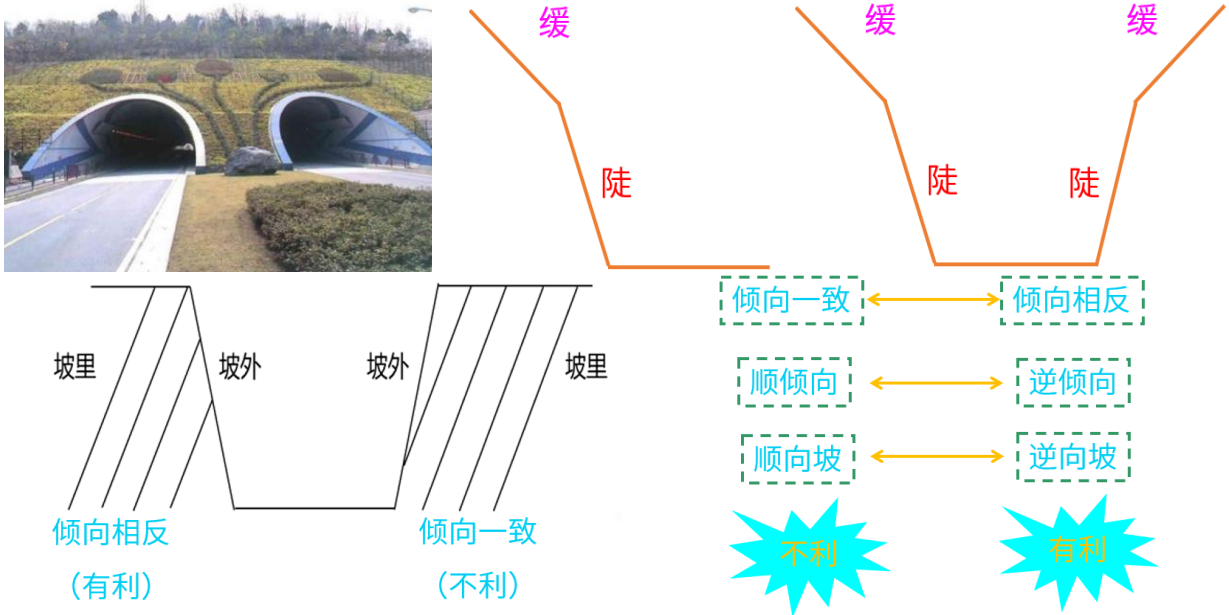 缓
缓
缓
陡
陡
陡
坡里
坡外
坡外
坡里
倾向相反
（有利）
倾向一致
（不利）
倾向一致
倾向相反
顺倾向
逆倾向
顺向坡
逆向坡
不利
有利